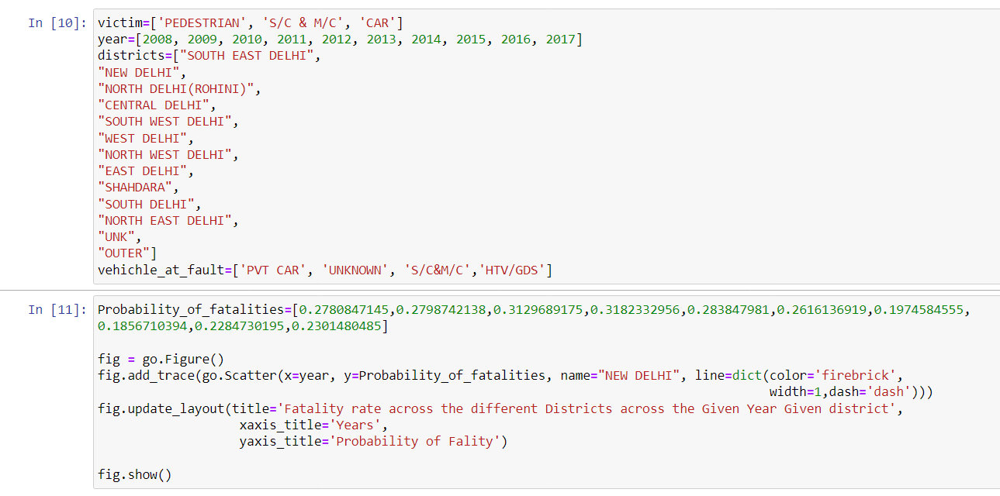 In [10]: victim=['PEDESTRIAN', 'S/C & M/C', 'CAR']
year=[2008, 2009, 2010, 2011, 2012, 2013, 2014, 2015, 2016, 2017]
districts=["SOUTH EAST DELHI",
"NEW DELHI",
"NORTH DELHI(ROHINI)",
"CENTRAL DELHI",
"SOUTH WEST DELHI",
"WEST DELHI",
"NORTH WEST DELHI",
"EAST DELHI",
"SHAHDARA",
"SOUTH DELHI",
"NORTH EAST DELHI",
"UNK",
"OUTER"]
vehichle_at_fault=['PVT CAR', 'UNKNOWN', 'S/C&M/C','HTV/GDS']
In [11]: Probability_of_fatalities=[0.2780847145,0.2798742138,0.3129689175,0.3182332956,0.283847981,0.2616136919,0.1974584555,
0.1856710394,0.2284730195,0.2301480485]
fig = go.Figure()
fig.add_trace(go.Scatter(x=year, y=Probability_of_fatalities, name="NEW DELHI", line=dict(color='firebrick',
width=1,dash='dash')))
fig.update_layout(title='Fatality rate across the different Districts across the Given Year Given district',
xaxis_title='Years',
yaxis_title='Probability of Fality')
fig.show()